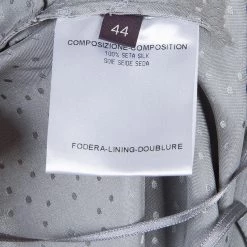 44
COMPOSIZIONE COMPOSITION
100% SETA SILK
SOIE SEIDE SEDA
FODERA-LINING-DOUBLURE